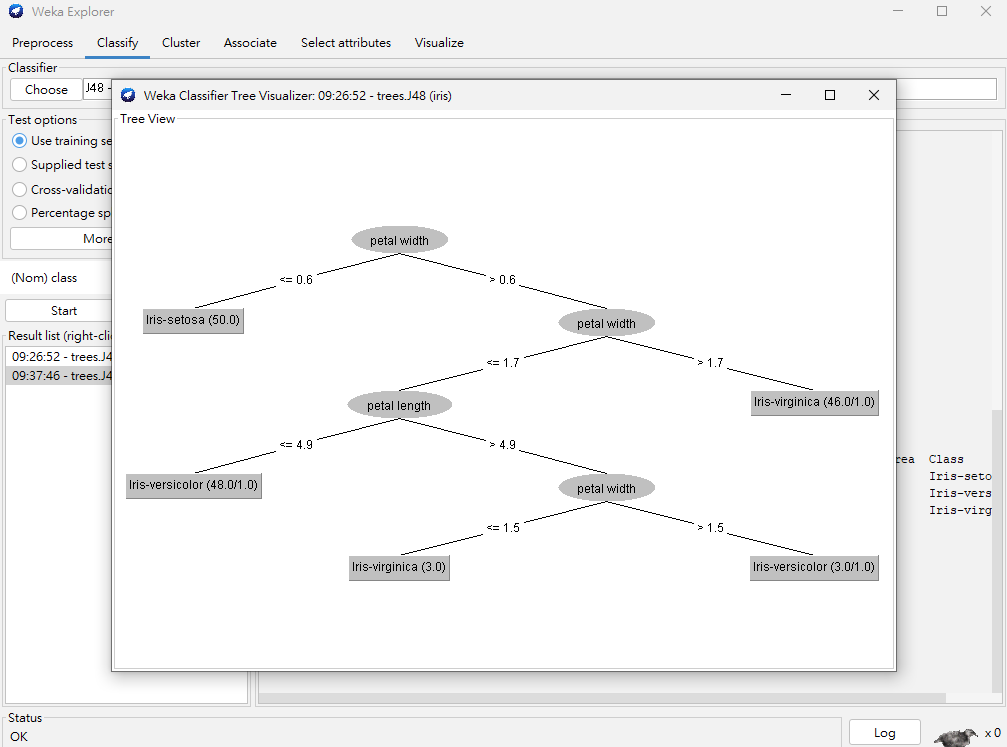 Weka Explorer
Preprocess Classify Cluster Associate Select attributes Visualize
Classifier
Choose J48 -
Weka Classifier Tree Visualizer: 09:26:52 - trees.J48 (iris)
Test options
Tree View
Use training se
Supplied test s
Cross-validatio
Percentage sp
More
(Nom) class
Start
Result list (right-cli
09:26:52 - trees.J4
09:37:46 - trees.J4
petal width
<= 0.6 > 0.6
Iris-setosa (50.0) petal width
<= 1.7 > 1.7
petal length Iris-virginica (46.0/1.0)
<= 4.9 > 4.9
Iris-versicolor (48.0/1.0) petal width
<= 1.5 > 1.5
Iris-virginica (3.0) Iris-versicolor (3.0/1.0)
rea Class
Iris-seto
Iris-vers
Iris-virg
Status
OK
Log x 0